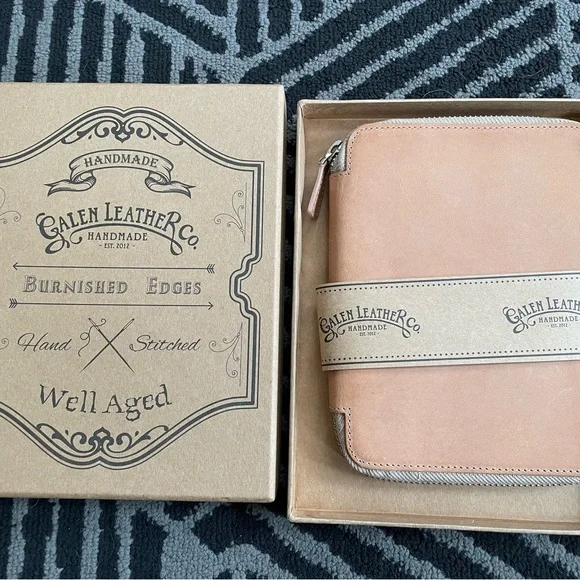 HANDMADE
GALEN LEATHER CO.
HANDMADE
- EST. 2012 -
BURNISHED EDGES
Hand Stitched
Well Aged
GALEN LEATHER CO.
HANDMADE
- EST. 2012 -
GALEN LEATHER
HANDMADE
- EST. 2012 -